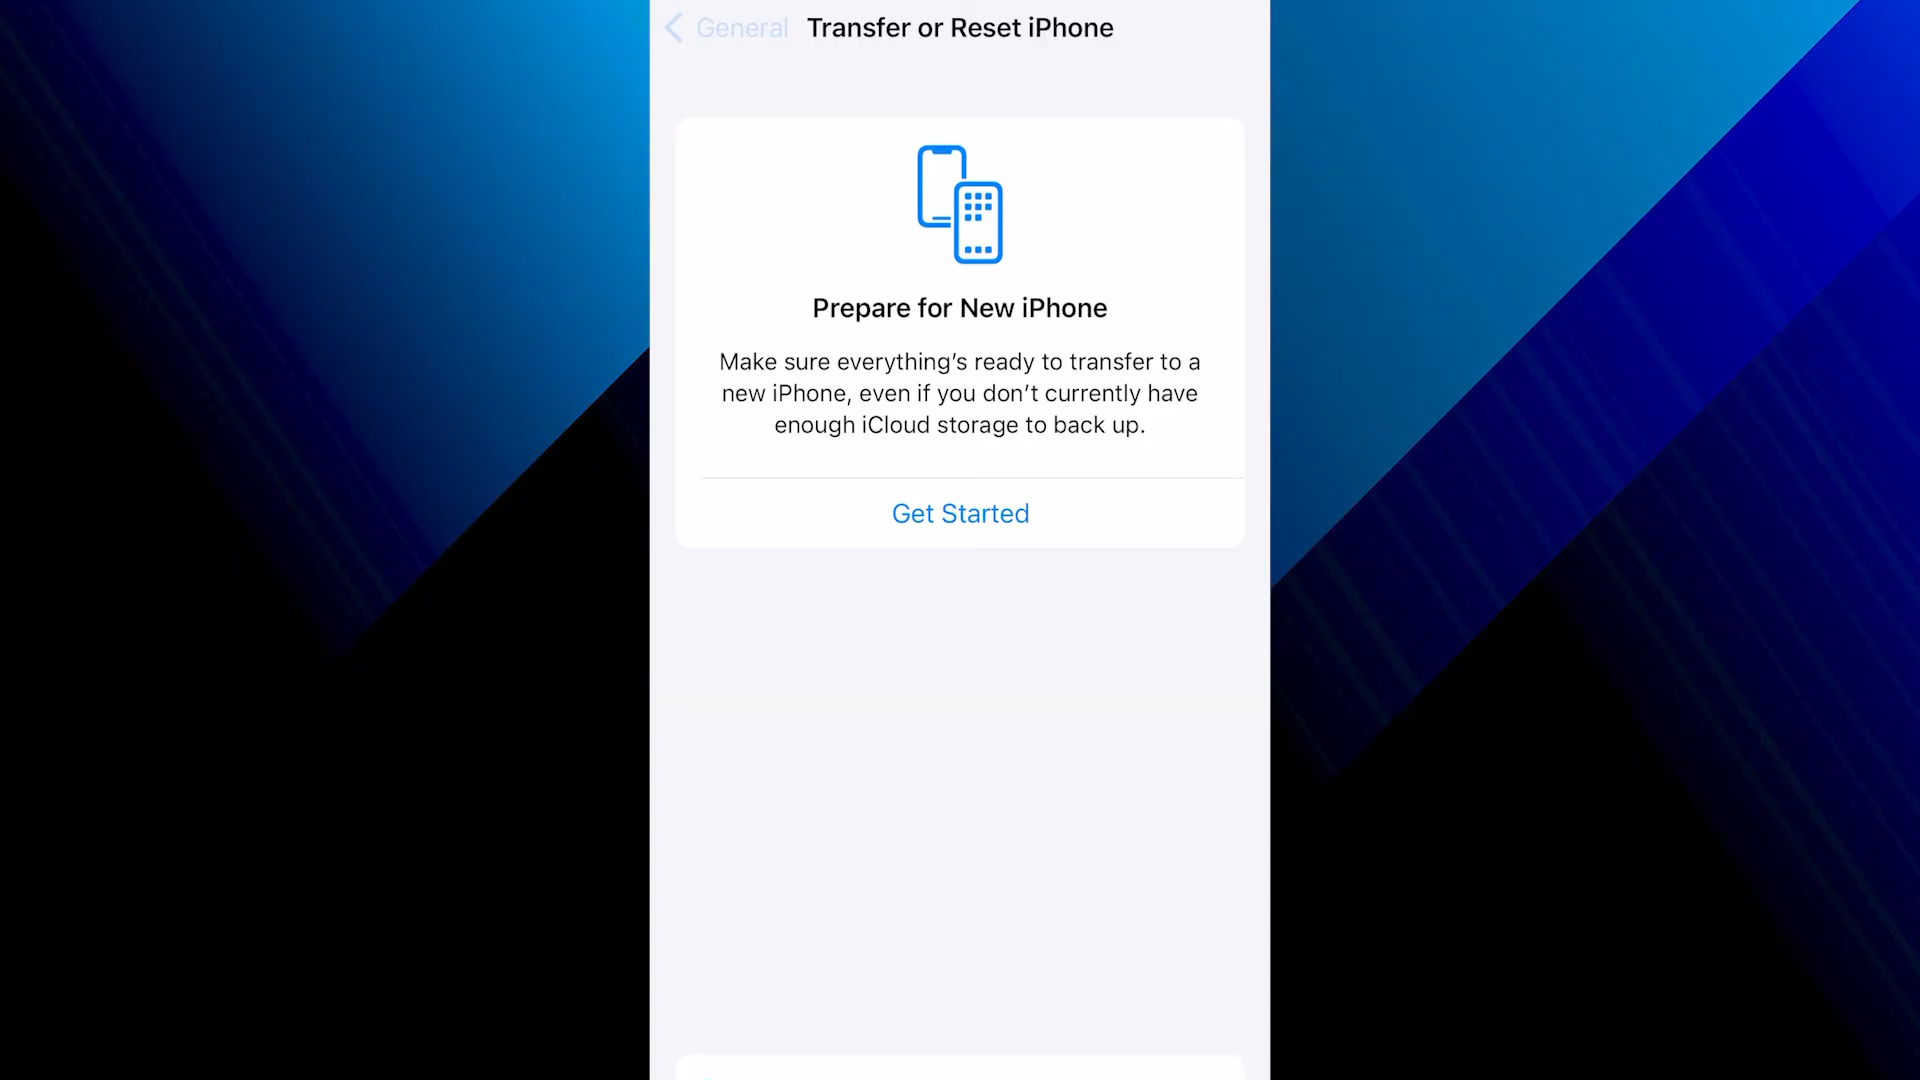 General
Transfer or Reset iPhone
Prepare for New iPhone
Make sure everything’s ready to transfer to a
new iPhone, even if you don’t currently have
enough iCloud storage to back up.
Get Started